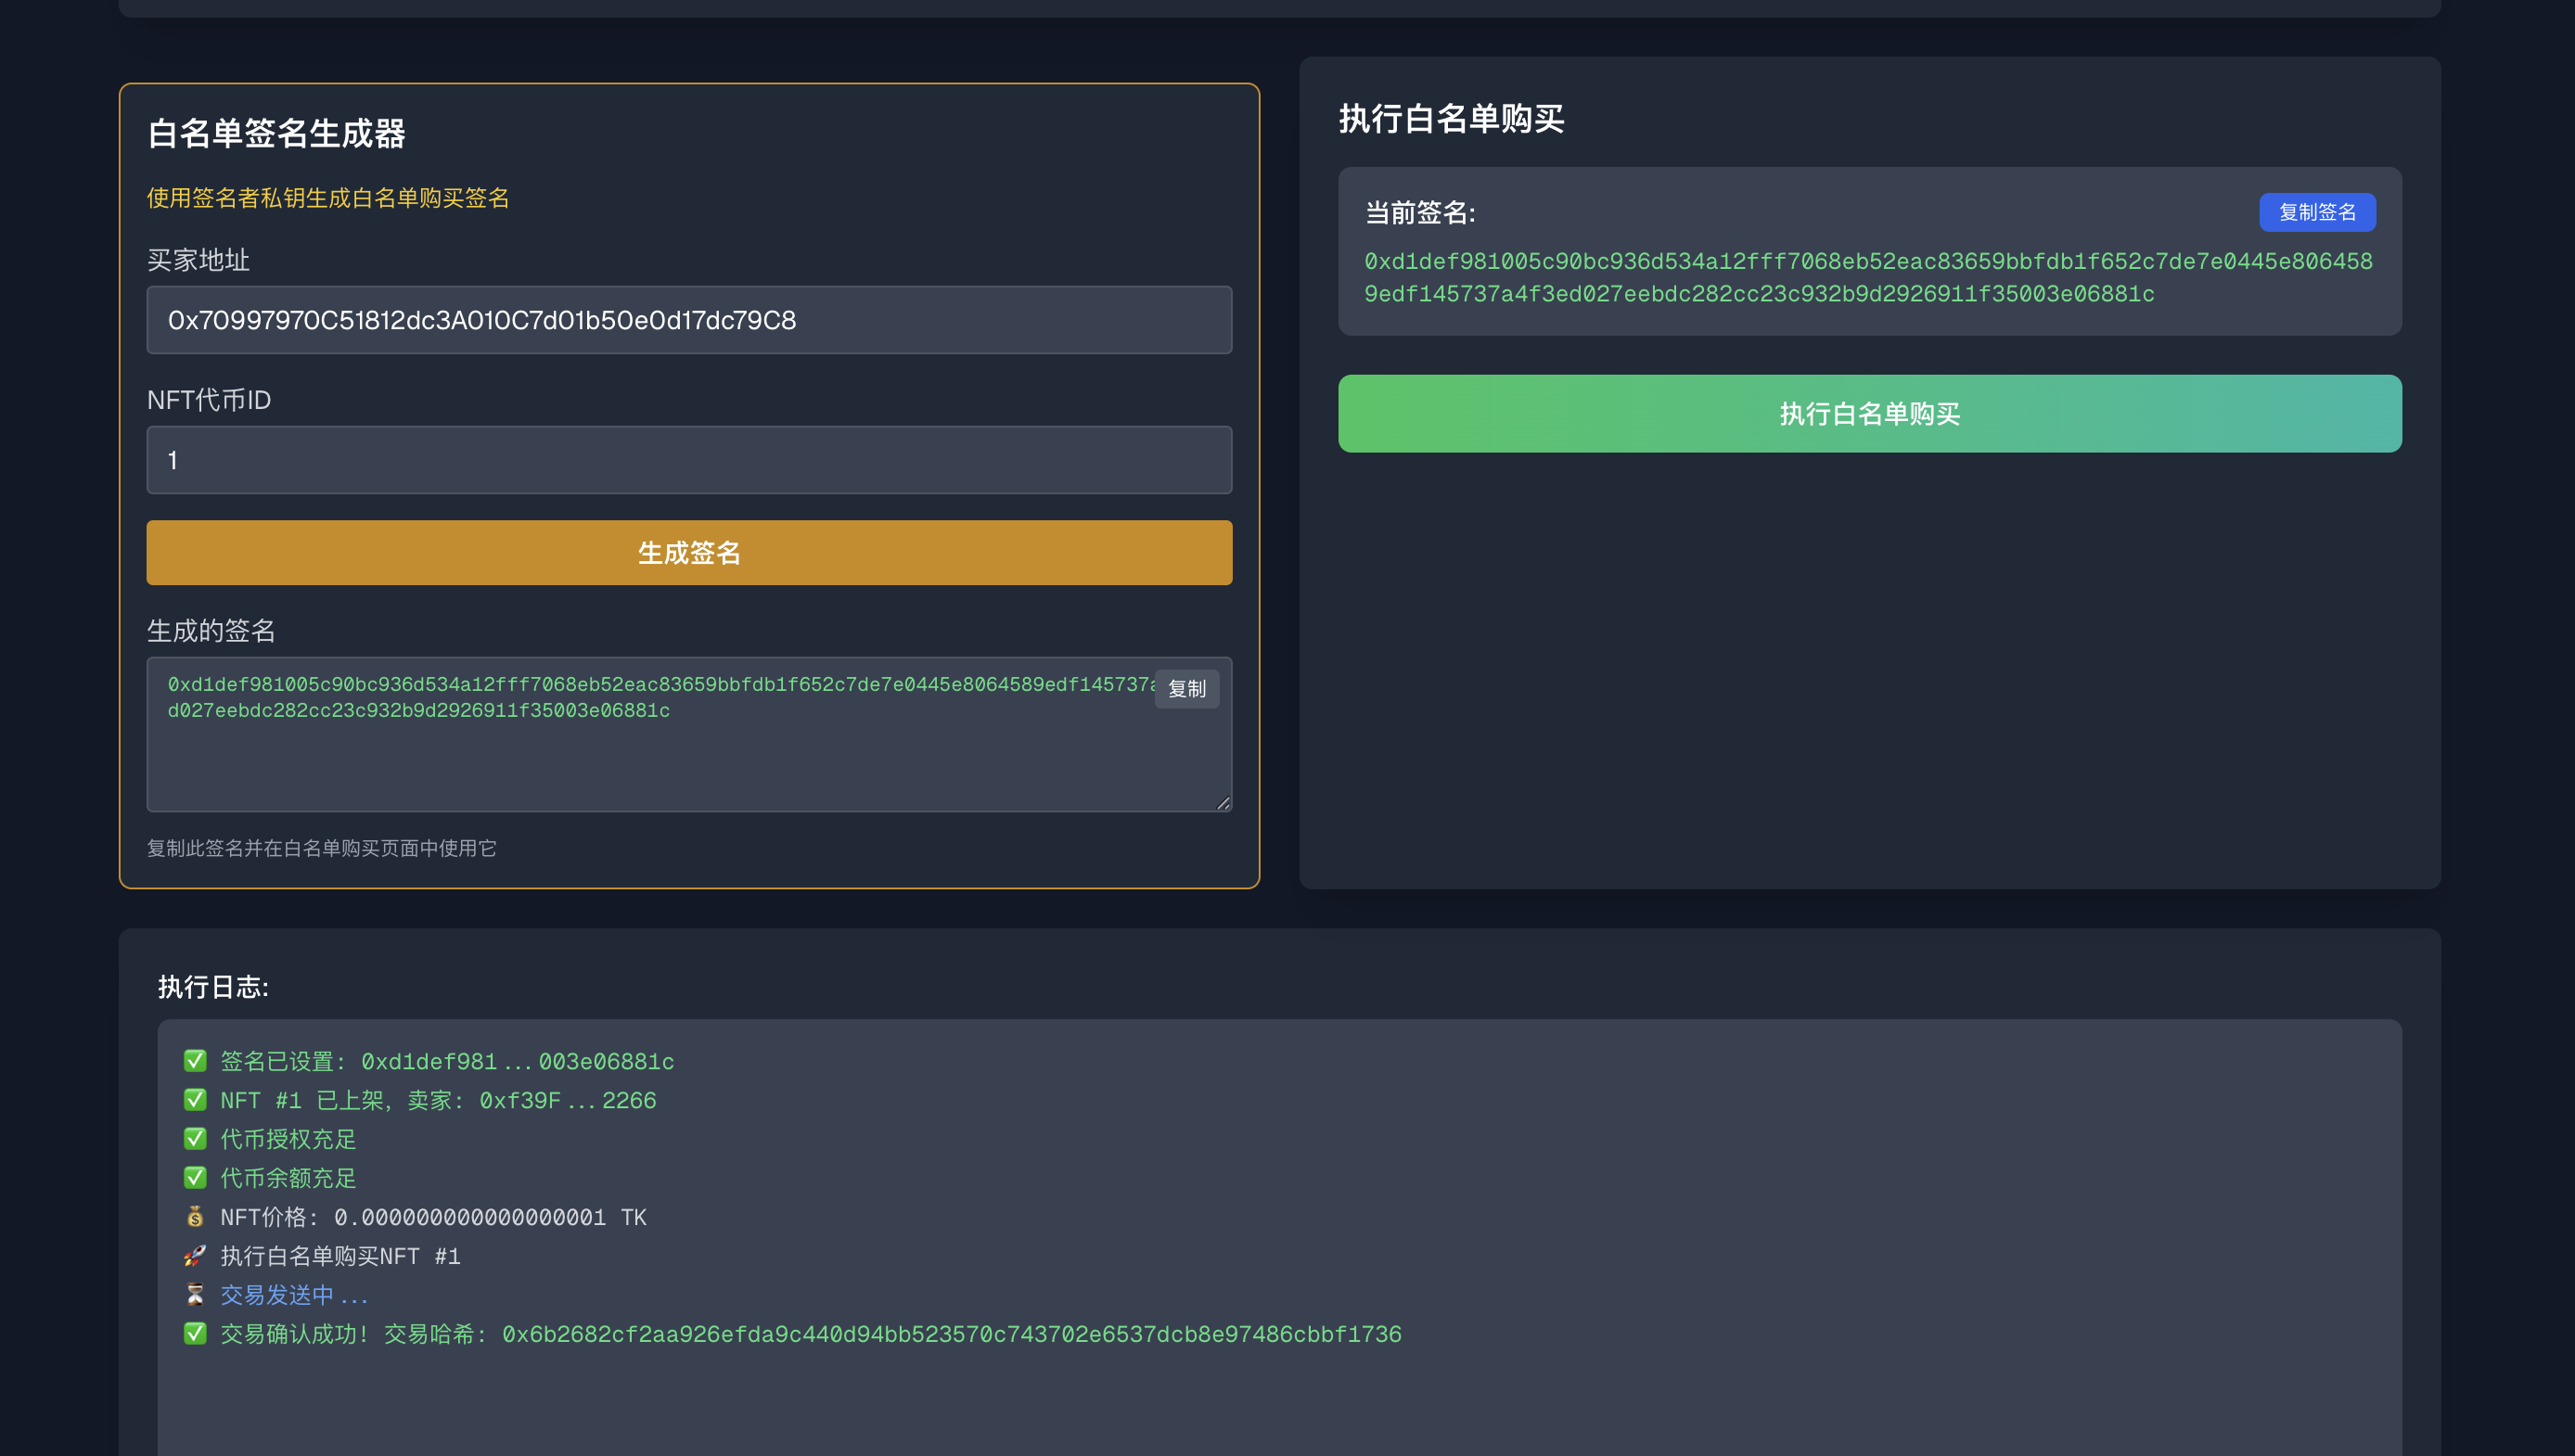 白名单签名生成器
使用签名者私钥生成白名单购买签名
买家地址
0x70997970C51812dc3A010C7d01b50e0d17dc79C8
NFT代币ID
1
生成签名
生成的签名
0xd1def981005c90bc936d534a12fff7068eb52eac83659bbfdb1f652c7de7e0445e8064589edf145737a
复制
d027eebdc282cc23c932b9d2926911f35003e06881c
复制此签名并在白名单购买页面中使用它
执行白名单购买
当前签名:
复制签名
0xd1def981005c90bc936d534a12fff7068eb52eac83659bbfdb1f652c7de7e0445e806458
9edf145737a4f3ed027eebdc282cc23c932b9d2926911f35003e06881c
执行白名单购买
执行日志:
✅ 签名已设置: 0xd1def981...003e06881c
✅ NFT #1 已上架, 卖家: 0xf39F...2266
✅ 代币授权充足
✅ 代币余额充足
💰 NFT价格: 0.000000000000000001 TK
🚀 执行白名单购买NFT #1
⏳ 交易发送中...
✅ 交易确认成功! 交易哈希: 0x6b2682cf2aa926efda9c440d94bb523570c743702e6537dcb8e97486cbbf1736